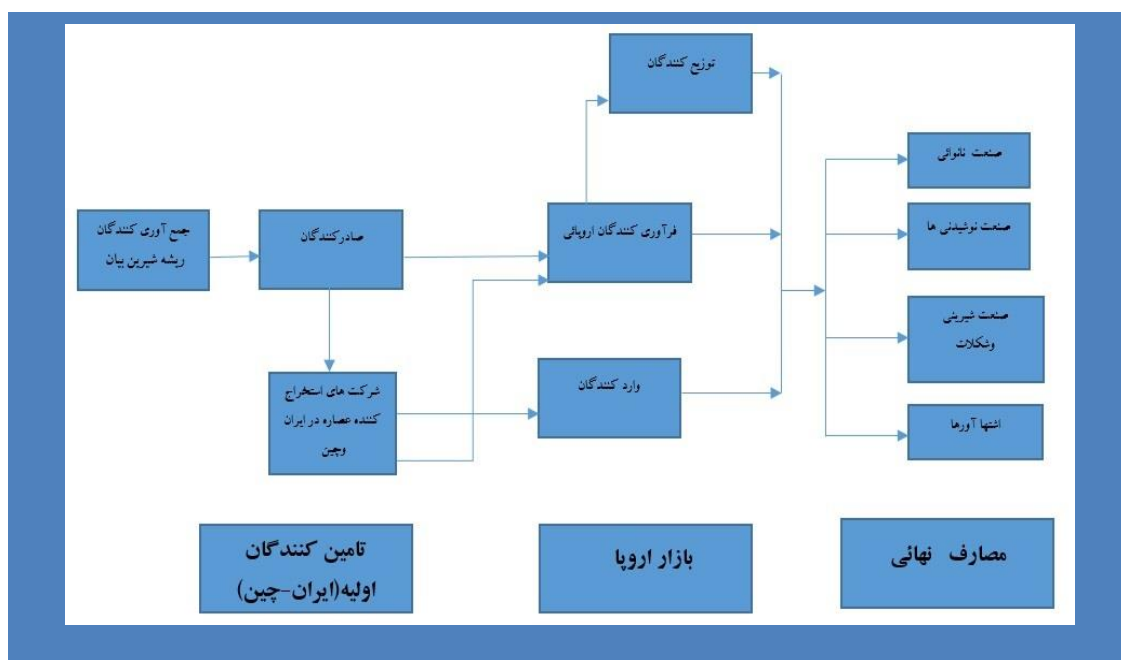 توزیع کنندگان
صنعت نانوائی
جمع آوری کنندگان
ریشه شیرین بیان
صادرکنندگان
فرآوری کنندگان اروپائی
صنعت نوشیدنی ها
صنعت شیرینی
وشکلات
شرکت های استخراج
کننده عصاره در ایران
وچین
وارد کنندگان
اشتها آورها
تامین کنندگان
اولیه(ایران-چین)
بازار اروپا
مصارف نهائی